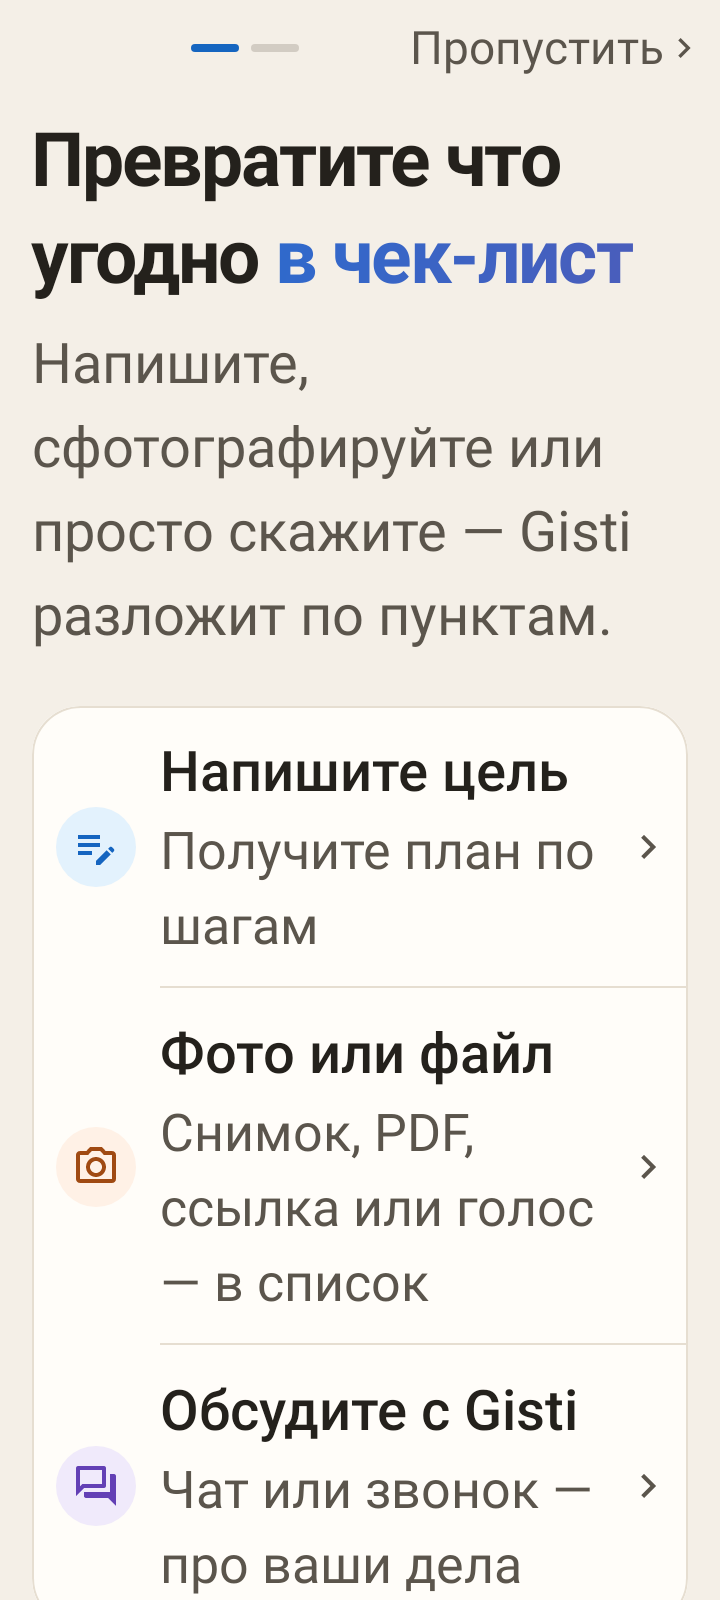 Пропустить
Превратите что
угодно в чек-лист
Напишите,
сфотографируйте или
просто скажите — Gisti
разложит по пунктам.
Напишите цель
Получите план по
шагам
Фото или файл
Снимок, PDF,
ссылка или голос
— в список
Обсудите с Gisti
Чат или звонок —
про ваши дела